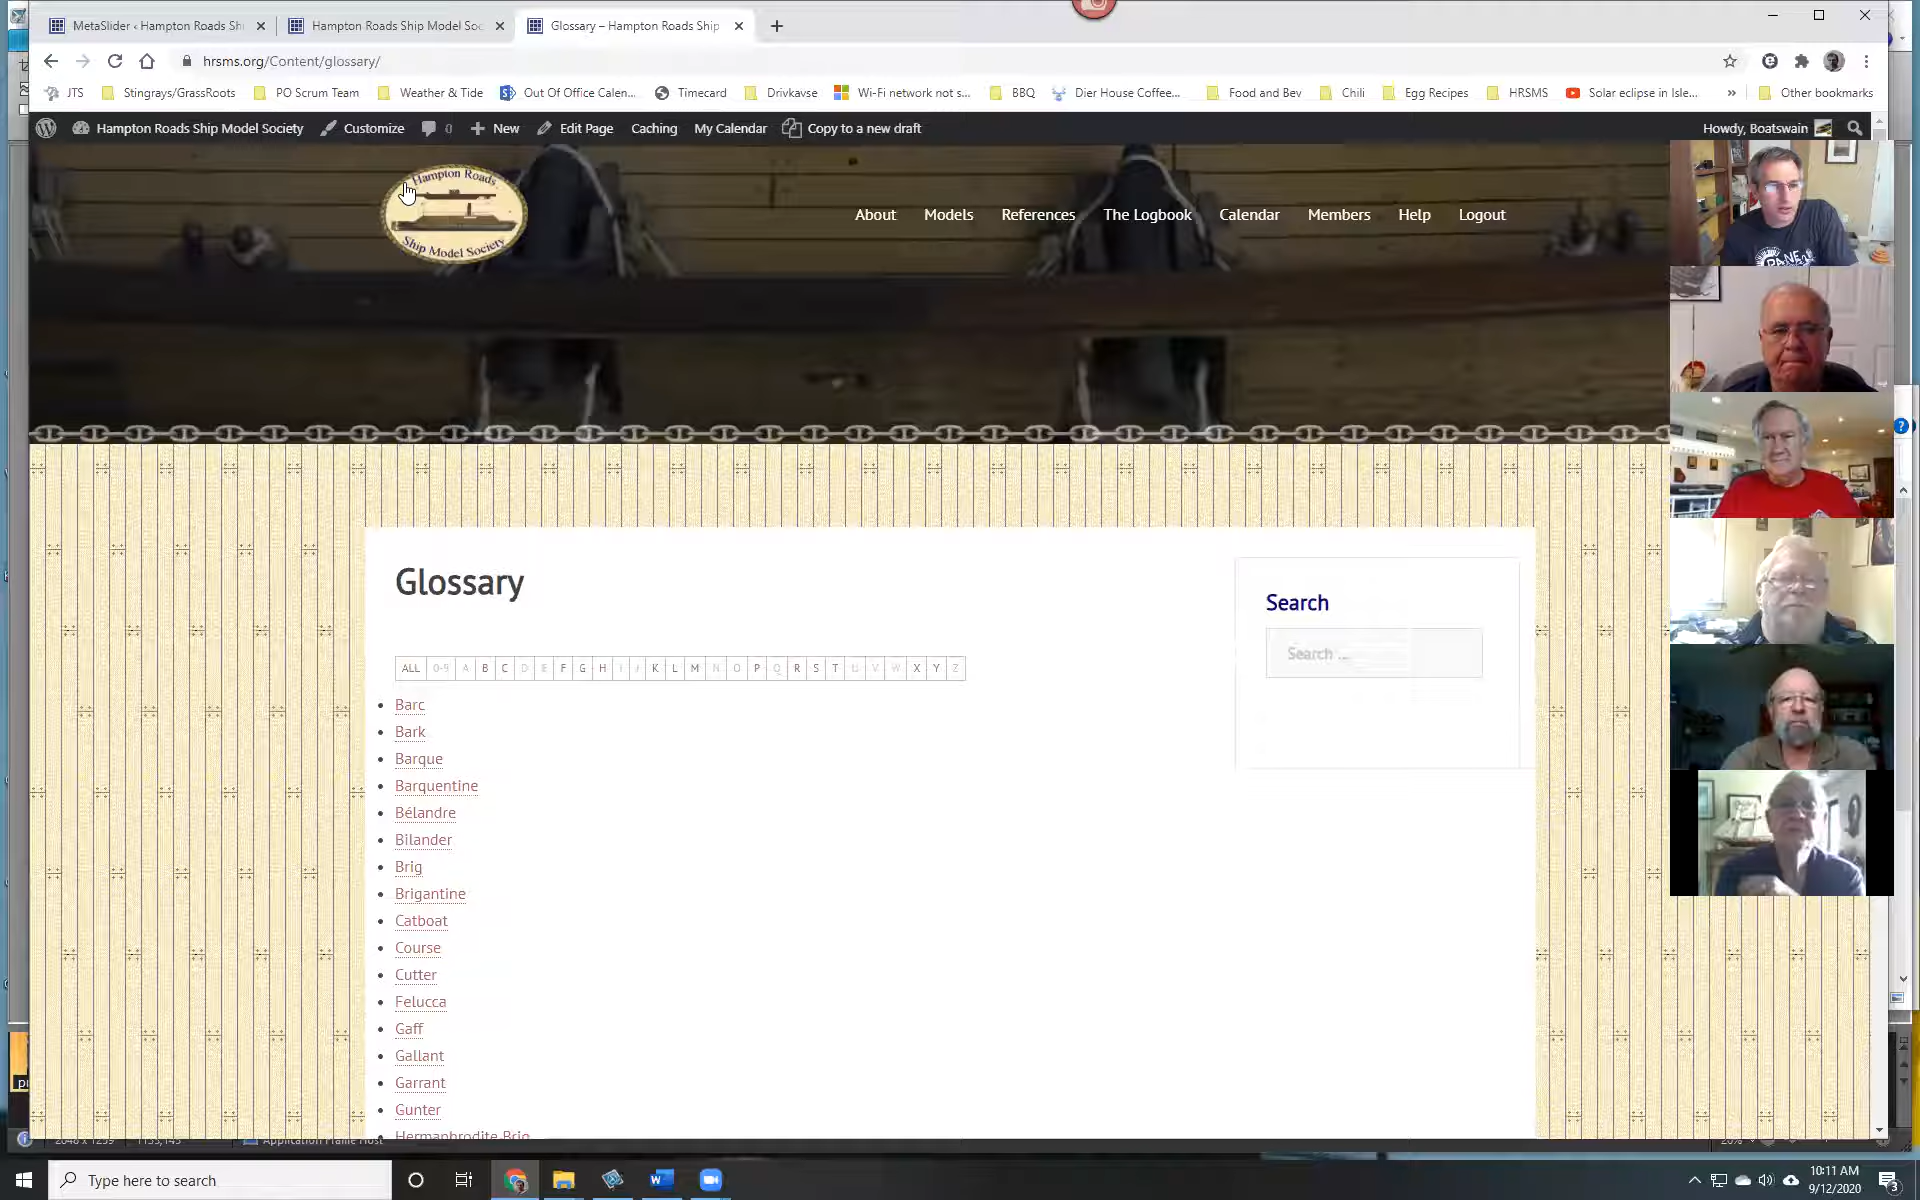 MetaSlider ‹ Hampton Roads Sh
Hampton Roads Ship Model Soc
Glossary – Hampton Roads Ship
hrsms.org/Content/glossary/
JTS Stingrays/GrassRoots PO Scrum Team Weather & Tide Out Of Office Calen... Timecard Drivkavse Wi-Fi network not s... BBQ Dier House Coffee... Food and Bev Chili Egg Recipes HRSMS Solar eclipse in Isle... » Other bookmarks
Hampton Roads Ship Model Society Customize 0 New Edit Page Caching My Calendar Copy to a new draft Howdy, Boatswain
Hampton Roads
Ship Model Society
About Models References The Logbook Calendar Members Help Logout
Glossary
Search
Search ...
ALL 0-9 A B C D E F G H I J K L M N O P Q R S T U V W X Y Z
Barc
Bark
Barque
Barquentine
Bélandre
Bilander
Brig
Brigantine
Catboat
Course
Cutter
Felucca
Gaff
Gallant
Garrant
Gunter
Hermaphrodite Brig
Type here to search
10:11 AM
9/12/2020
3